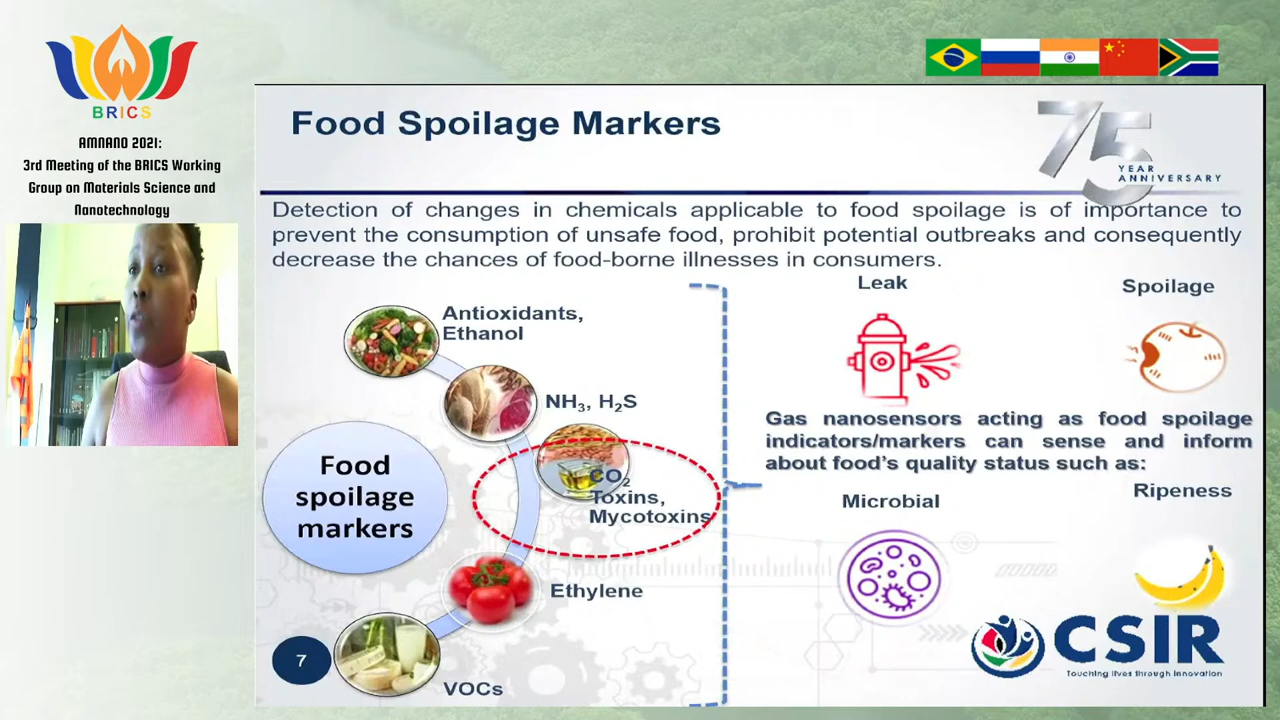 BRICS
AMNANO 2021:
3rd Meeting of the BRICS Working
Group on Materials Science and
Nanotechnology
Food Spoilage Markers
75
YEAR
ANNIVERSARY
Detection of changes in chemicals applicable to food spoilage is of importance to
prevent the consumption of unsafe food, prohibit potential outbreaks and consequently
decrease the chances of food-borne illnesses in consumers.
Antioxidants,
Ethanol
NH₃, H₂S
CO₂
Toxins,
Mycotoxins
Ethylene
VOCs
Food
spoilage
markers
7
Leak
Spoilage
Gas nanosensors acting as food spoilage
indicators/markers can sense and inform
about food's quality status such as:
Microbial
Ripeness
CSIR
Touching lives through innovation